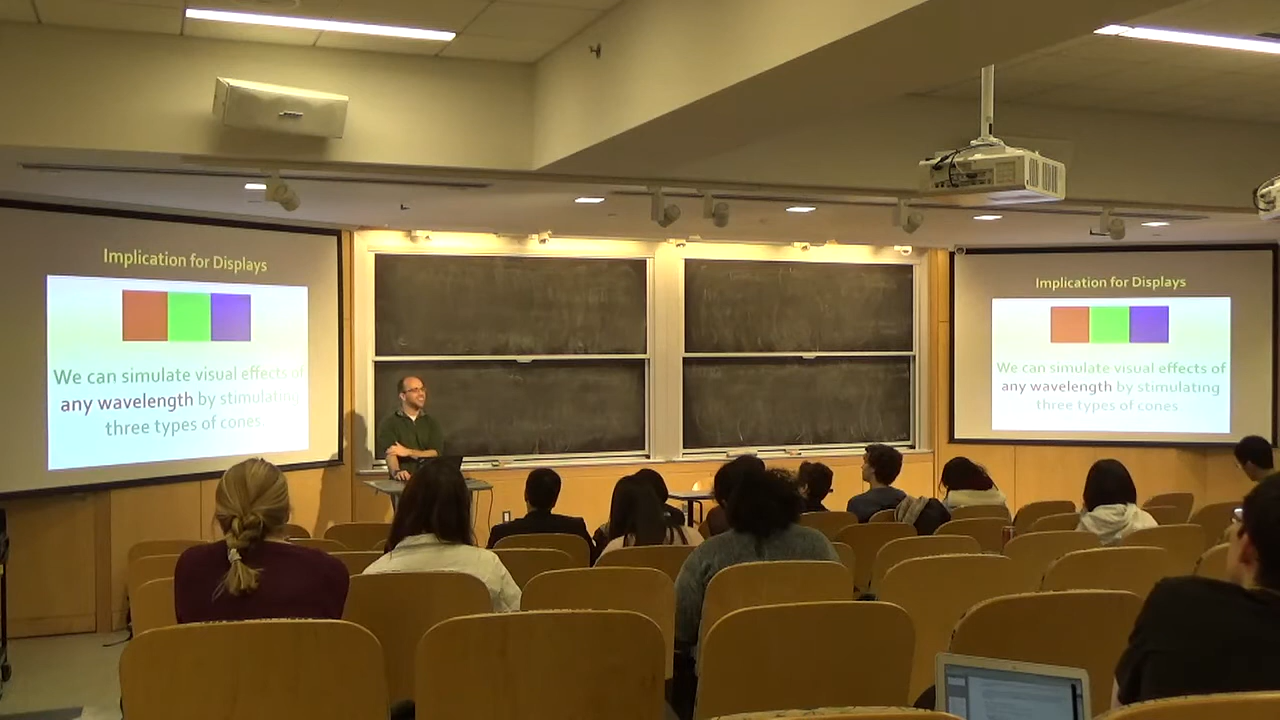 Implication for Displays
We can simulate visual effects of
any wavelength by stimulating
three types of cones
Implication for Displays
We can simulate visual effects of
any wavelength by stimulating
three types of cones